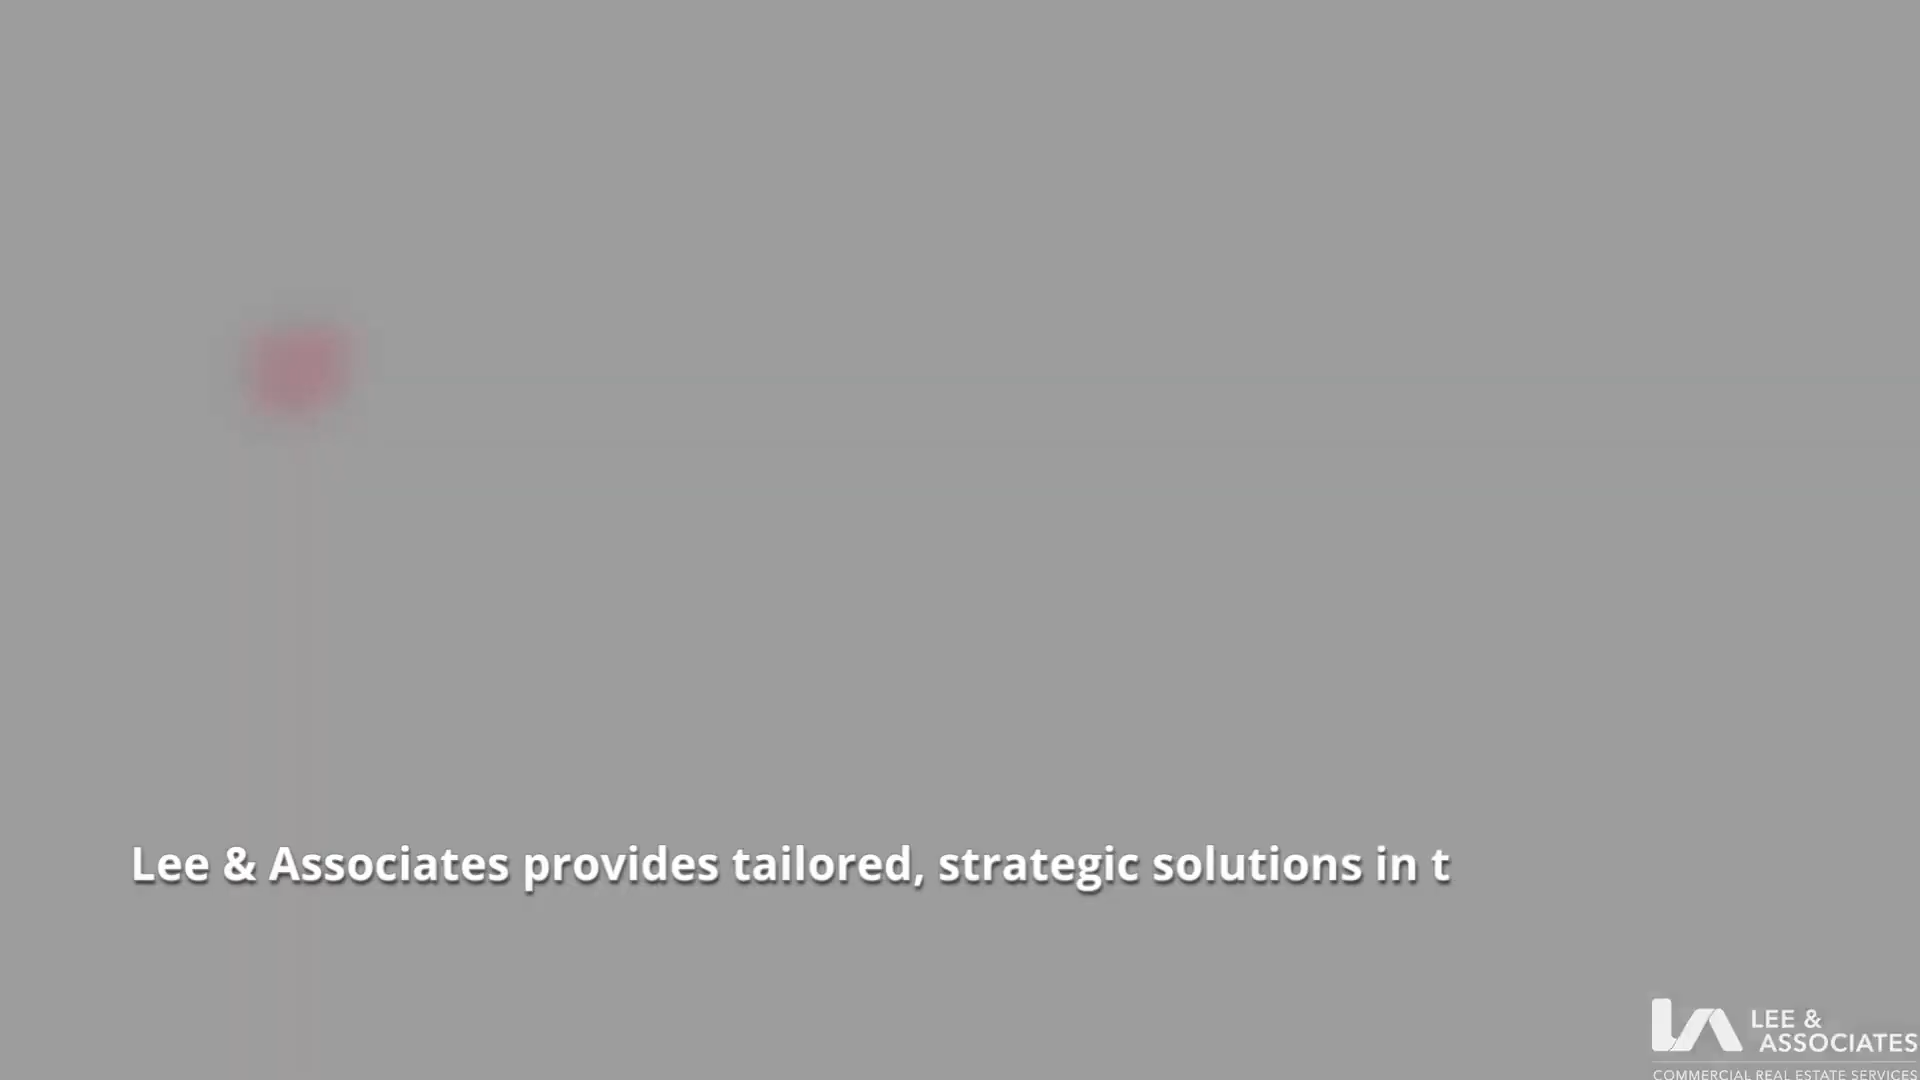 Lee & Associates provides tailored, strategic solutions in t
LEE &
ASSOCIATES
COMMERCIAL REAL ESTATE SERVICES